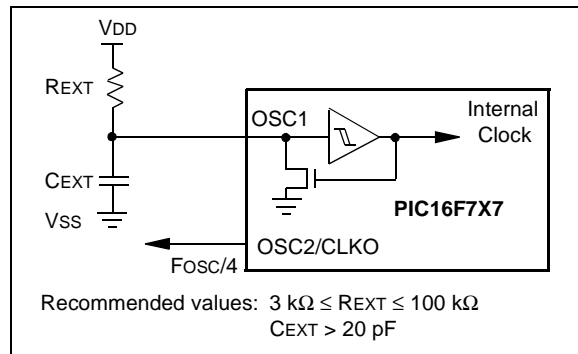 VDD
REXT
CEXT
VSS
OSC1
Internal
Clock
PIC16F7X7
OSC2/CLKO
FOSC/4
Recommended values: 3 kΩ ≤ REXT ≤ 100 kΩ
CEXT > 20 pF